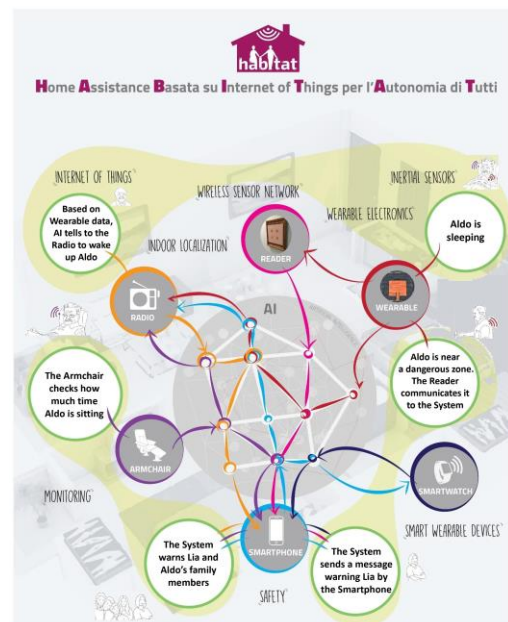 habitat
Home Assistance Basata su Internet of Things per l'Autonomia di Tutti
INTERNET OF THINGS
WIRELESS SENSOR NETWORK
INERTIAL SENSORS
Based on
Wearable data,
AI tells to the
Radio to wake
up Aldo
WEARABLE ELECTRONICS
Aldo is
sleeping
INDOOR LOCALIZATION
READER
RADIO
AI
WEARABLE
The Armchair
checks how
much time
Aldo is sitting
Aldo is near
a dangerous zone.
The Reader
communicates it
to the System
ARMCHAIR
SMARTWATCH
MONITORING
SMART WEARABLE DEVICES
SMARTPHONE
The System
warns Lia and
Aldo's family
members
The System
sends a message
warning Lia by
the Smartphone
SAFETY